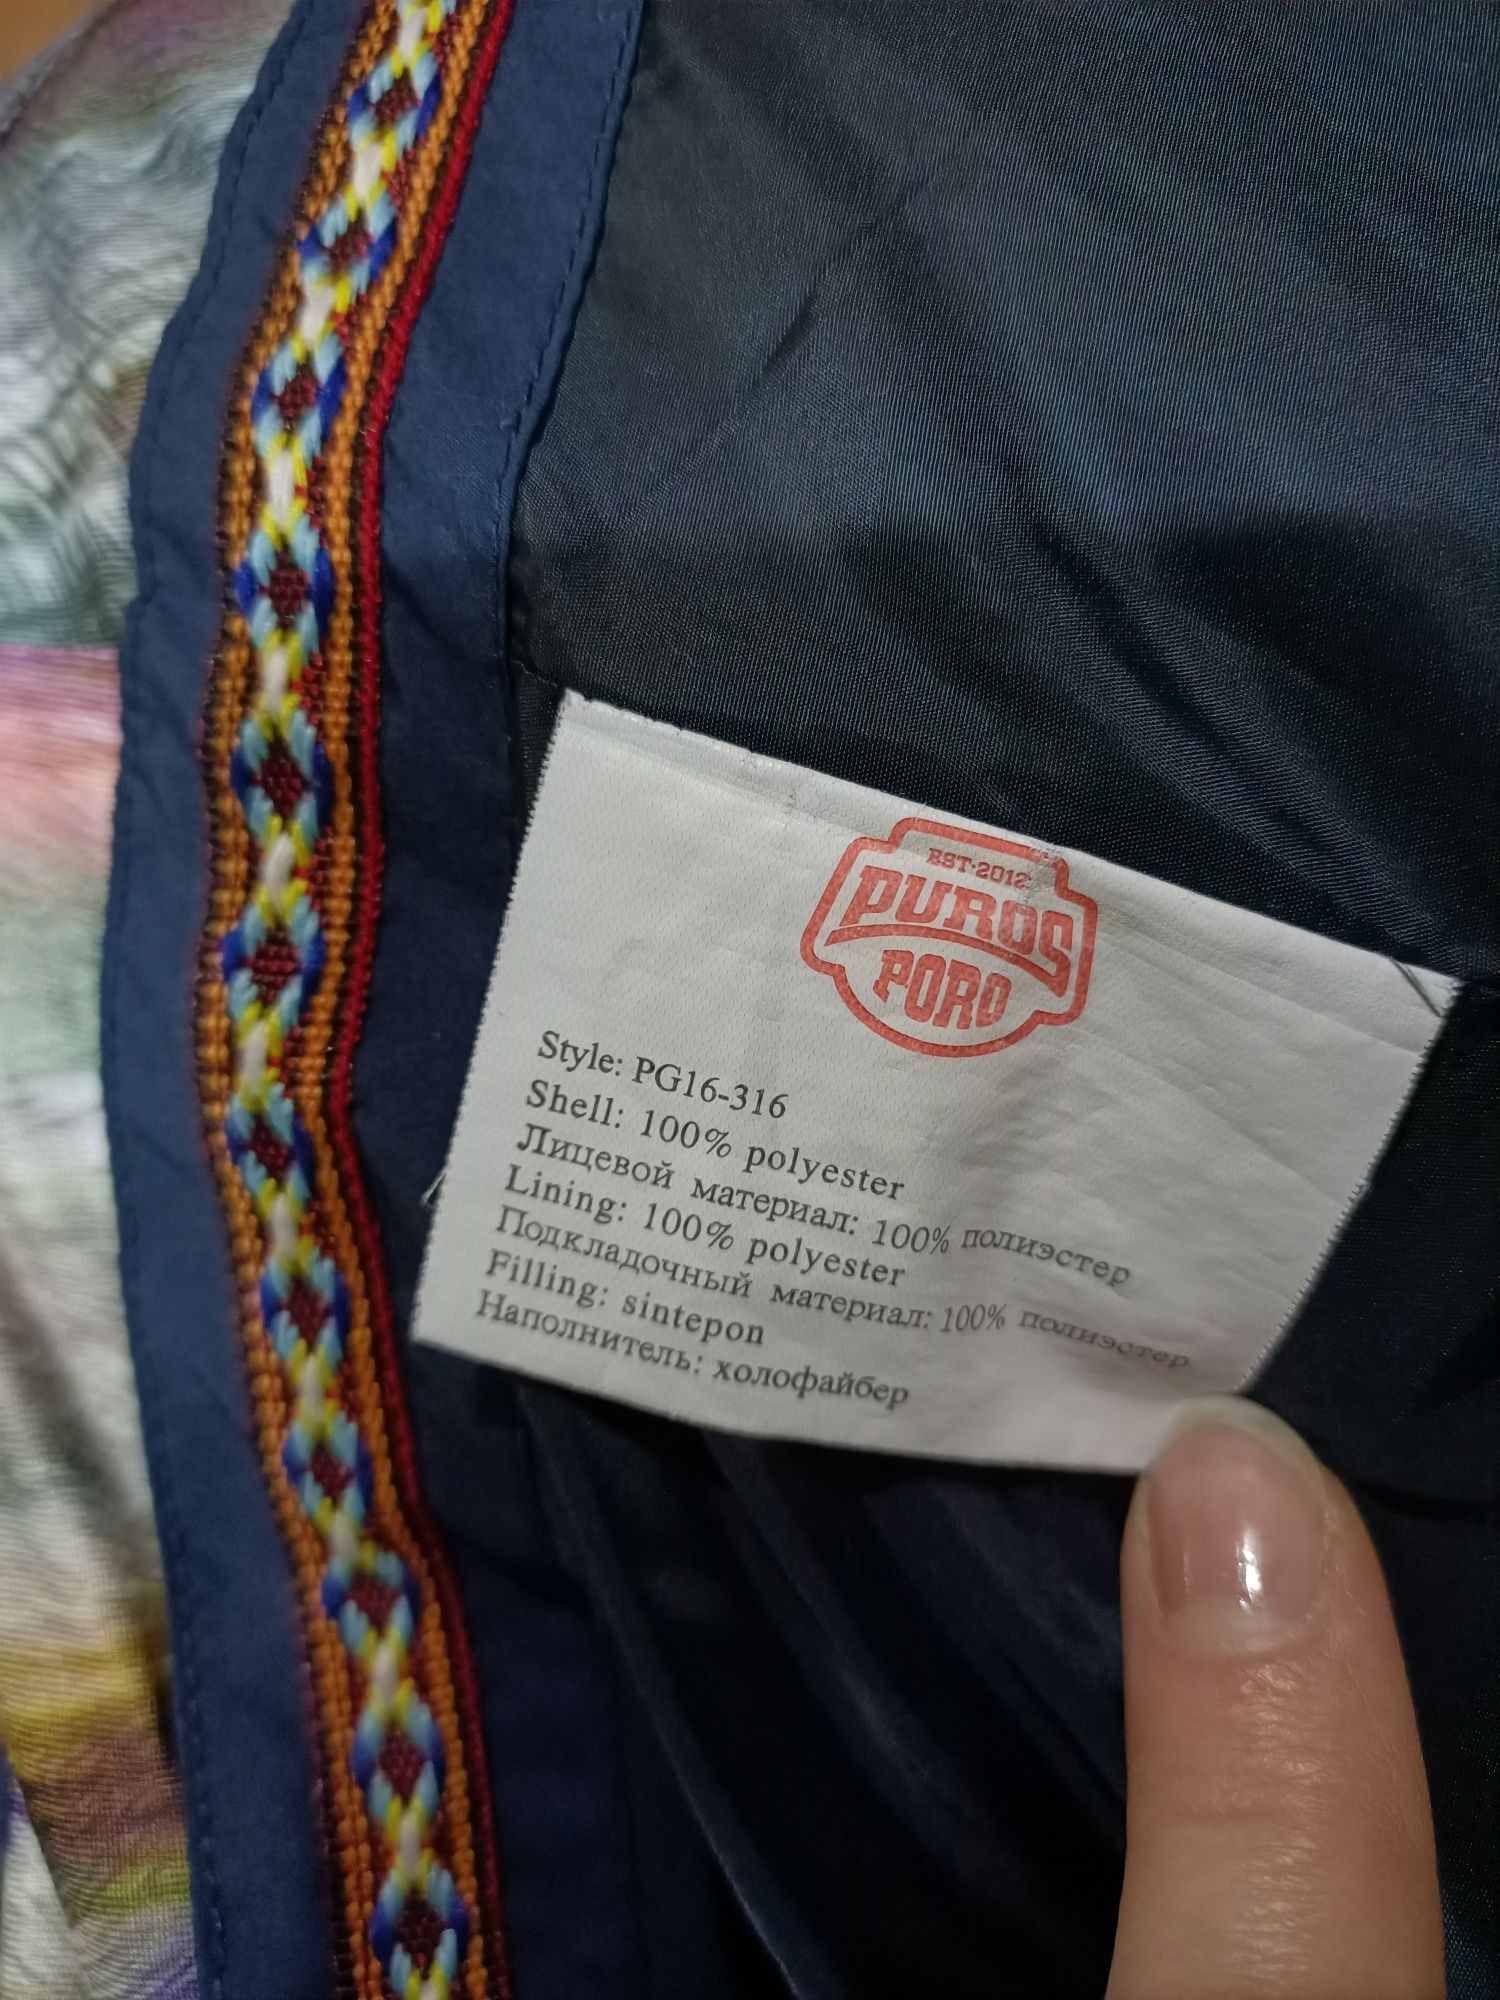 EST·2012
PUROS
PORO
Style: PG16-316
Shell: 100% polyester
Лицевой материал: 100% полиэстер
Lining: 100% polyester
Подкладочный материал: 100% полиэстер
Filling: sintepon
Наполнитель: холофайбер